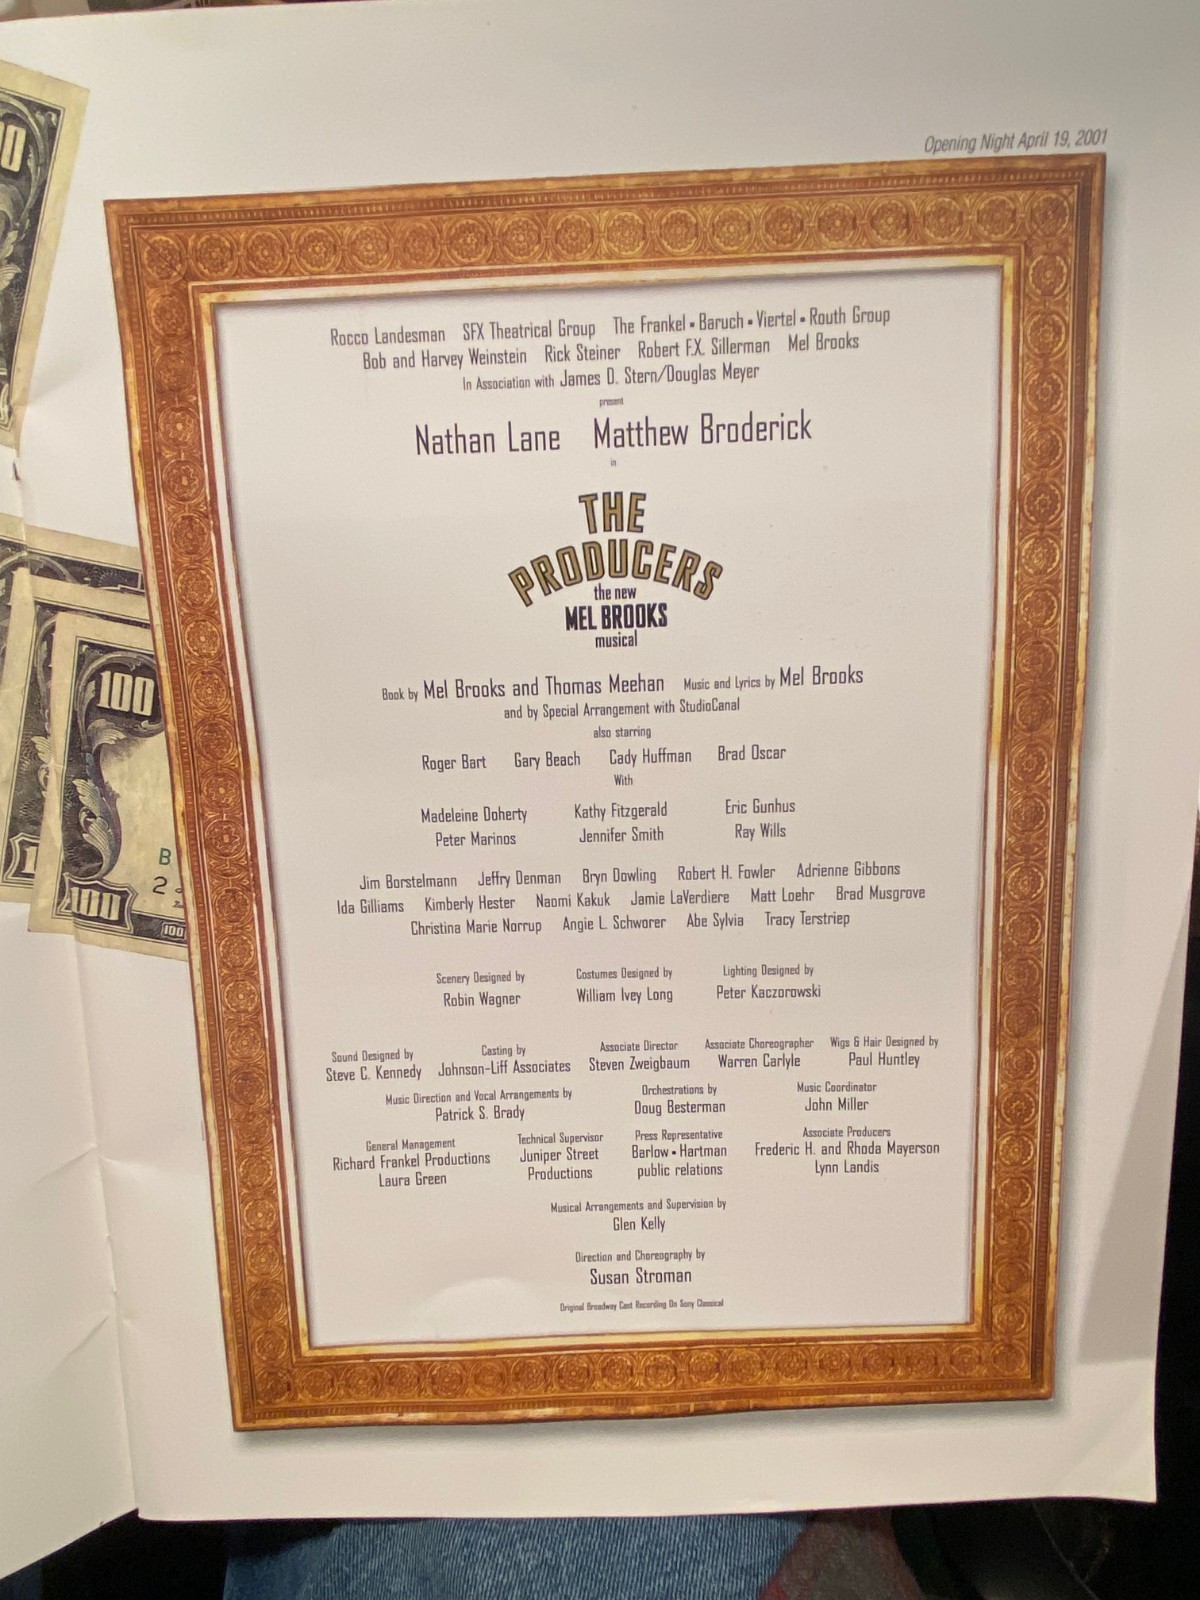 Opening Night April 19, 2001
Rocco Landesman SFX Theatrical Group The Frankel • Baruch • Viertel • Routh Group
Bob and Harvey Weinstein Rick Steiner Robert F.X. Sillerman Mel Brooks
In Association with James D. Stern/Douglas Meyer
present
Nathan Lane Matthew Broderick
in
THE
PRODUCERS
the new
MEL BROOKS
musical
Book by Mel Brooks and Thomas Meehan Music and Lyrics by Mel Brooks
and by Special Arrangement with StudioCanal
also starring
Roger Bart Gary Beach Cady Huffman Brad Oscar
With
Madeleine Doherty Kathy Fitzgerald Eric Gunhus
Peter Marinos Jennifer Smith Ray Wills
Jim Borstelmann Jeffry Denman Bryn Dowling Robert H. Fowler Adrienne Gibbons
Ida Gilliams Kimberly Hester Naomi Kakuk Jamie LaVerdiere Matt Loehr Brad Musgrove
Christina Marie Norrup Angie L. Schworer Abe Sylvia Tracy Terstriep
Scenery Designed by Costumes Designed by Lighting Designed by
Robin Wagner William Ivey Long Peter Kaczorowski
Sound Designed by Casting by Associate Director Associate Choreographer Wigs & Hair Designed by
Steve C. Kennedy Johnson-Liff Associates Steven Zweigbaum Warren Carlyle Paul Huntley
Music Direction and Vocal Arrangements by Orchestrations by Music Coordinator
Patrick S. Brady Doug Besterman John Miller
General Management Technical Supervisor Press Representative Associate Producers
Richard Frankel Productions Juniper Street Barlow • Hartman Frederic H. and Rhoda Mayerson
Laura Green Productions public relations Lynn Landis
Musical Arrangements and Supervision by
Glen Kelly
Direction and Choreography by
Susan Stroman
Original Broadway Cast Recording On Sony Classical
100
B
2
100
100